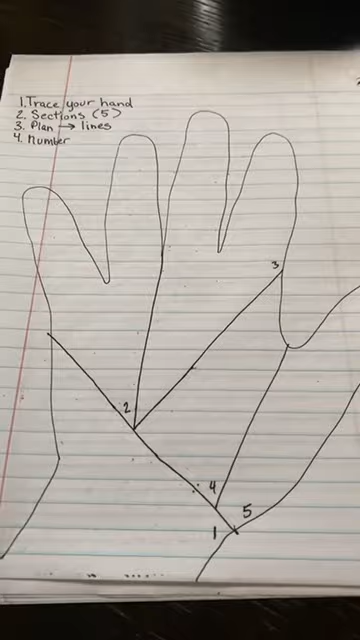 1. Trace your hand
2. Sections (5)
3. Plan → lines
4. Number
3
2
4
5
1